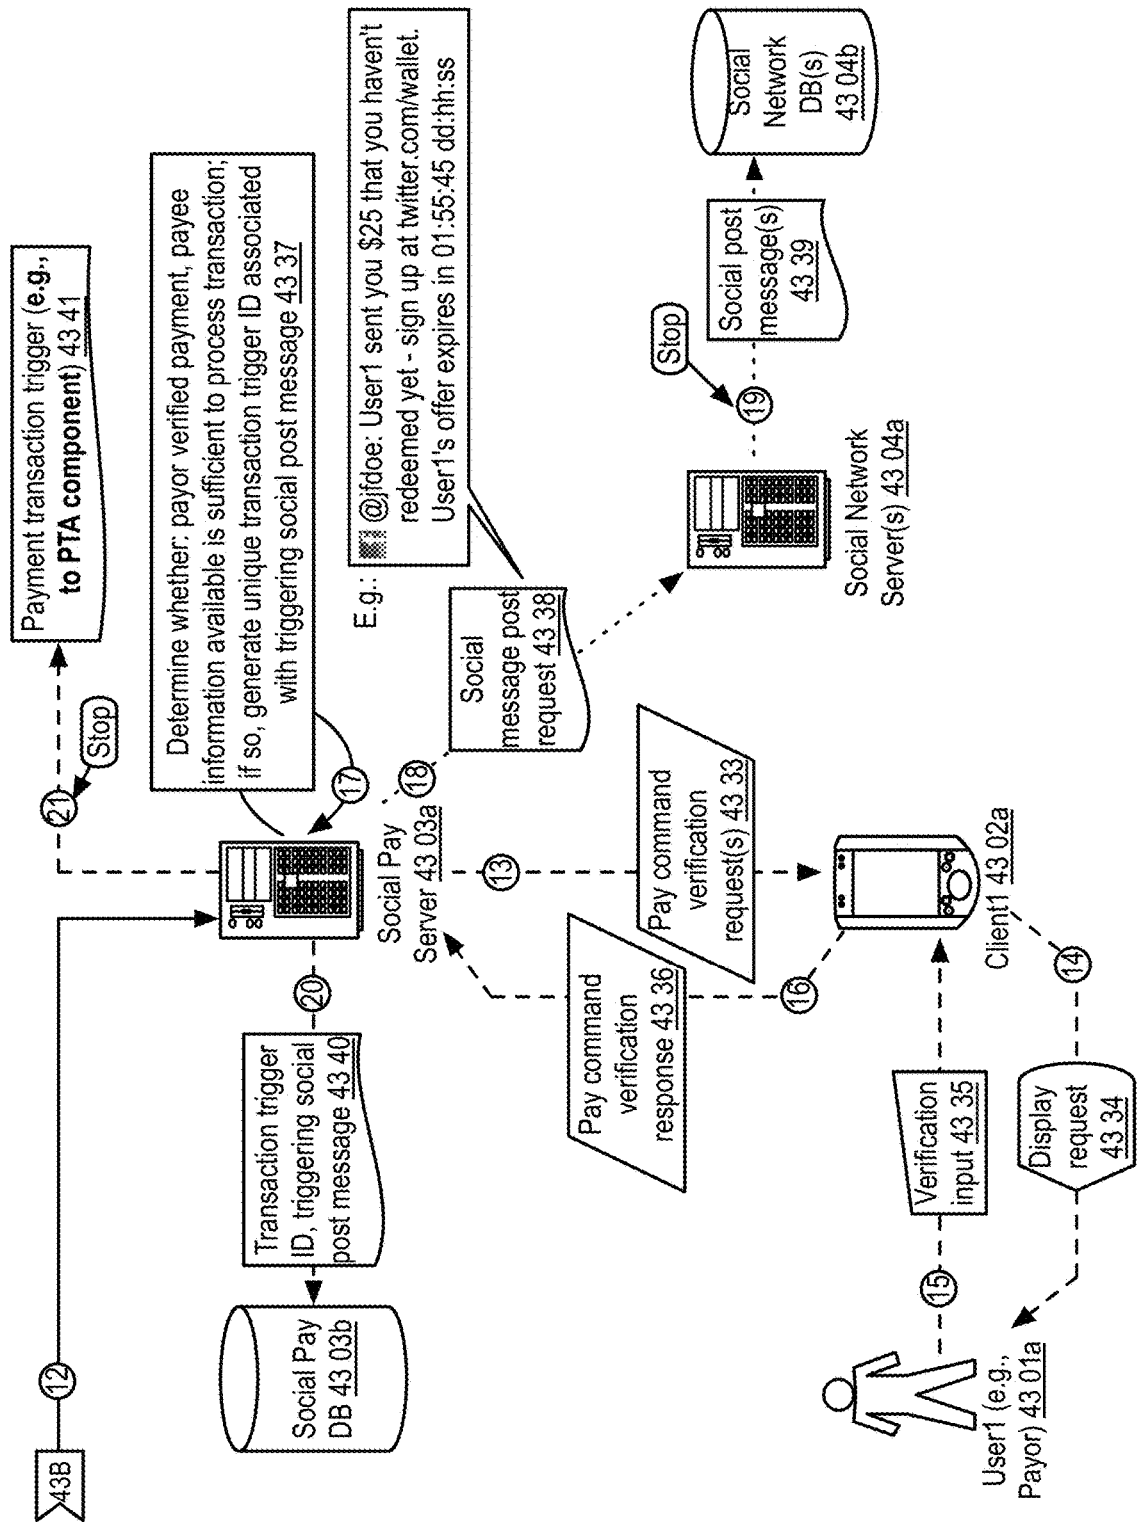 43B
12
Payment transaction trigger (e.g.,
to PTA component) 43 41
21
Stop
Determine whether: payor verified payment, payee
information available is sufficient to process transaction;
if so, generate unique transaction trigger ID associated
with triggering social post message 43 37
17
E.g.:
@jfdoe: User1 sent you $25 that you haven't
redeemed yet - sign up at twitter.com/wallet.
User1's offer expires in 01:55:45 dd:hh:ss
Social Pay
DB 43 03b
Transaction trigger
ID, triggering social
post message 43 40
20
Social Pay
Server 43 03a
18
Social
message post
request 43 38
Social Network
Server(s) 43 04a
Stop
19
Social post
message(s)
43 39
Social
Network
DB(s)
43 04b
13
Pay command
verification
request(s) 43 33
Pay command
verification
response 43 36
16
Client1 43 02a
14
Display
request
43 34
Verification
input 43 35
15
User1 (e.g.,
Payor) 43 01a